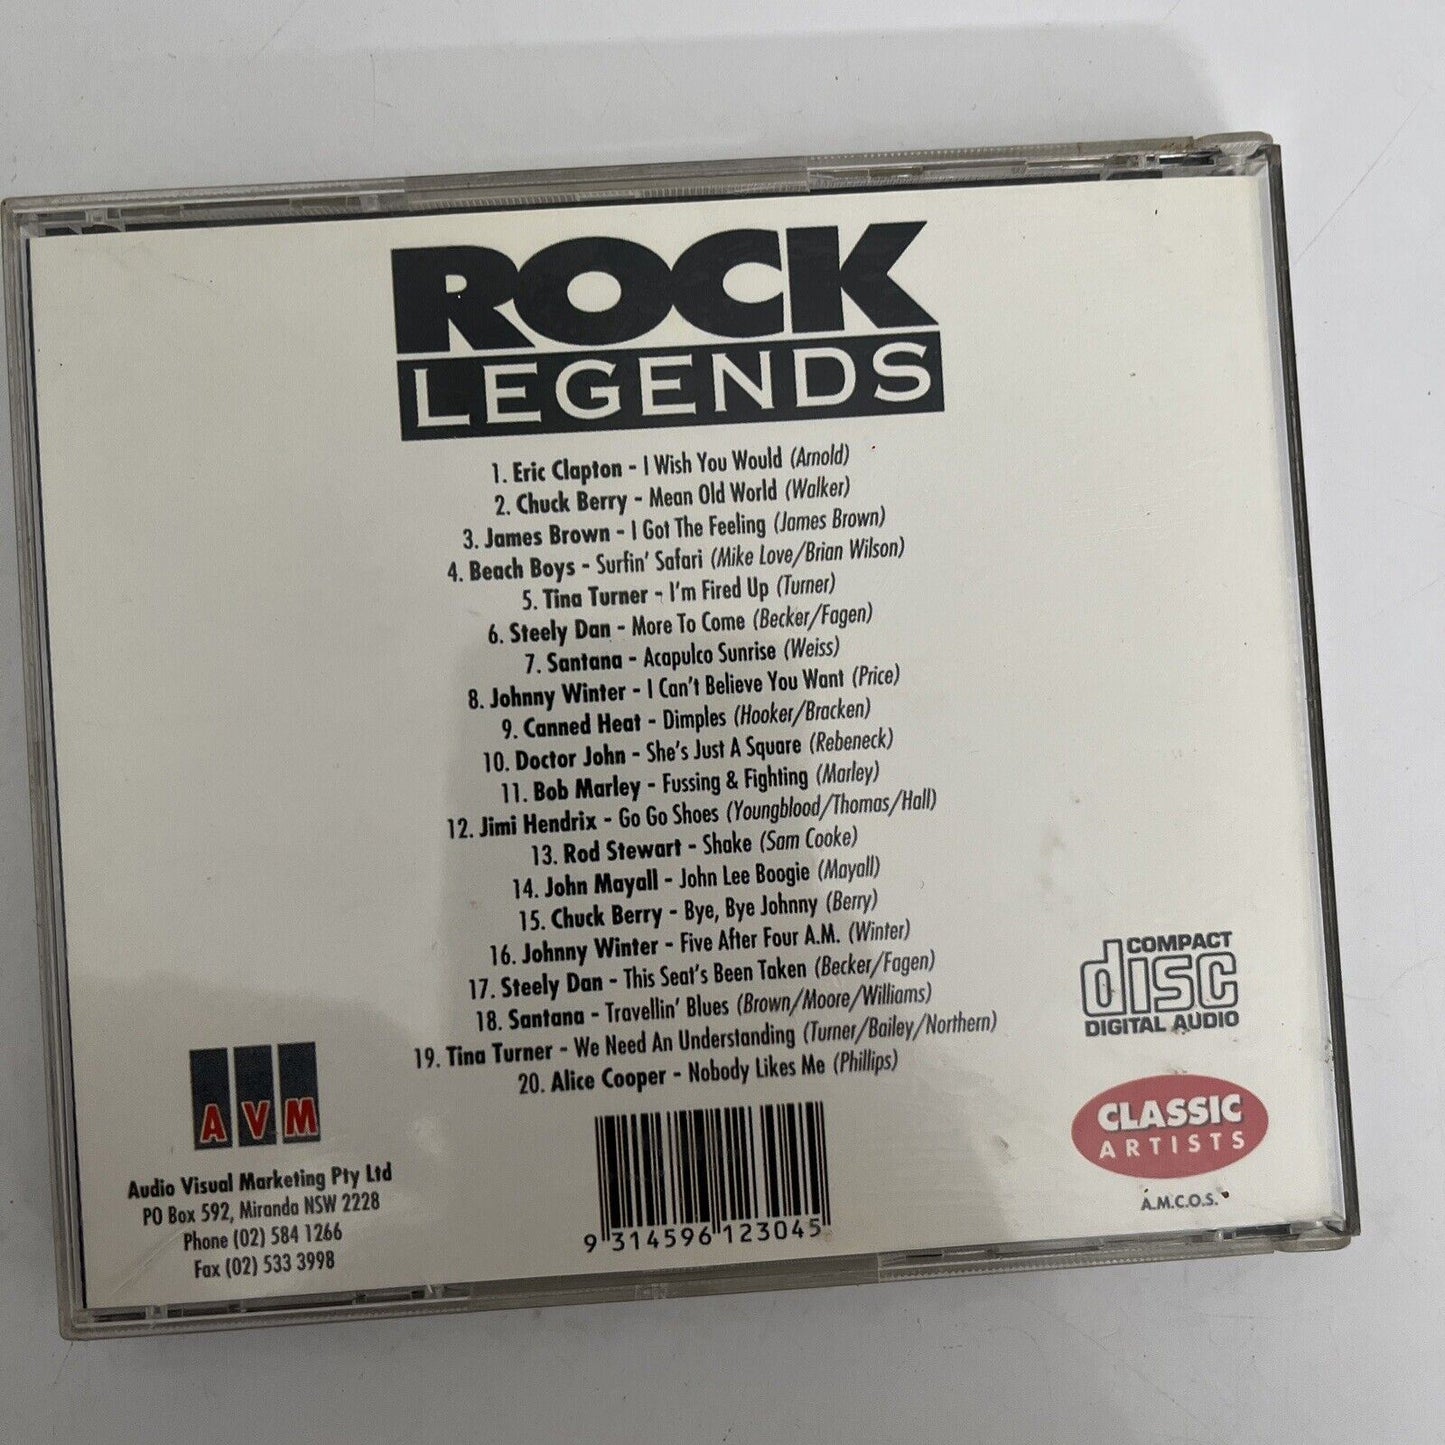 ROCK
LEGENDS
1. Eric Clapton - I Wish You Would (Arnold)
2. Chuck Berry - Mean Old World (Walker)
3. James Brown - I Got The Feeling (James Brown)
4. Beach Boys - Surfin' Safari (Mike Love/Brian Wilson)
5. Tina Turner - I'm Fired Up (Turner)
6. Steely Dan - More To Come (Becker/Fagen)
7. Santana - Acapulco Sunrise (Weiss)
8. Johnny Winter - I Can't Believe You Want (Price)
9. Canned Heat - Dimples (Hooker/Bracken)
10. Doctor John - She's Just A Square (Rebeneck)
11. Bob Marley - Fussing & Fighting (Marley)
12. Jimi Hendrix - Go Go Shoes (Youngblood/Thomas/Hall)
13. Rod Stewart - Shake (Sam Cooke)
14. John Mayall - John Lee Boogie (Mayall)
15. Chuck Berry - Bye, Bye Johnny (Berry)
16. Johnny Winter - Five After Four A.M. (Winter)
17. Steely Dan - This Seat's Been Taken (Becker/Fagen)
18. Santana - Travellin' Blues (Brown/Moore/Williams)
19. Tina Turner - We Need An Understanding (Turner/Bailey/Northern)
20. Alice Cooper - Nobody Likes Me (Phillips)
AVM
Audio Visual Marketing Pty Ltd
PO Box 592, Miranda NSW 2228
Phone (02) 584 1266
Fax (02) 533 3998
9 314596 123045
COMPACT
disc
DIGITAL AUDIO
CLASSIC
ARTISTS
A.M.C.O.S.